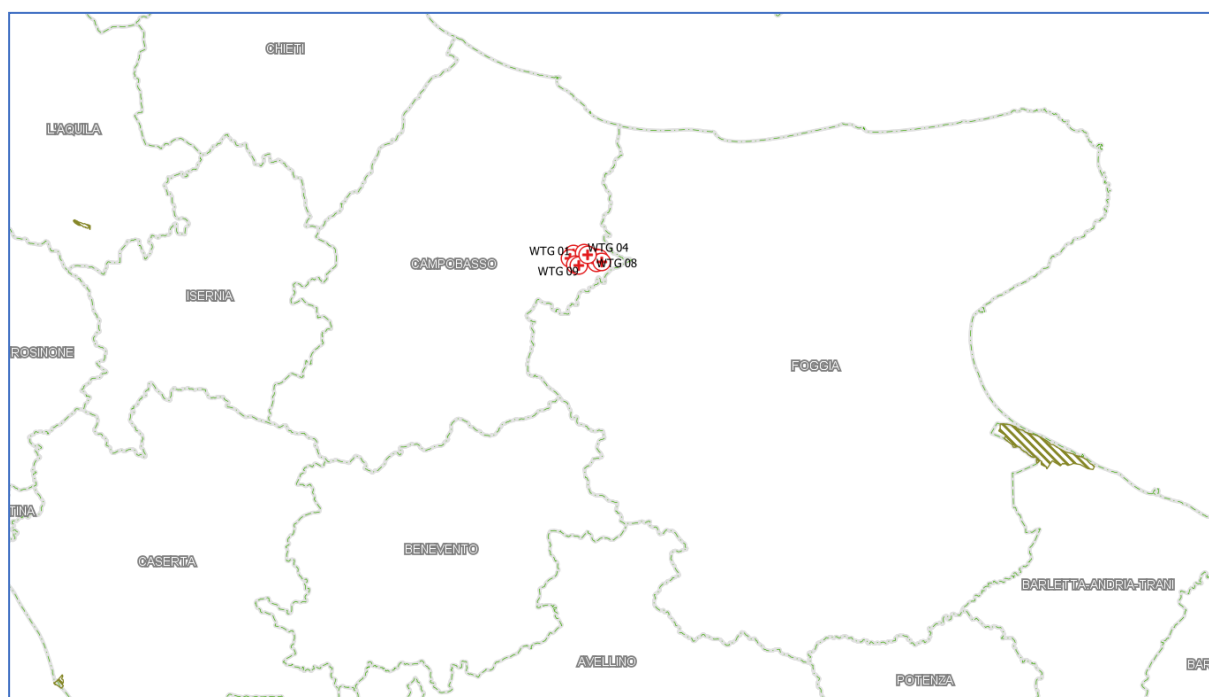 CHIETI
L'AQUILA
WTG 01
WTG 04
CAMPOBASSO
WTG 09
WTG 08
ISERNIA
ROSINONE
FOGGIA
TINA
CASERTA
BENEVENTO
BARLETTA-ANDRIA-TRANI
AVELLINO
BAR
POTENZA